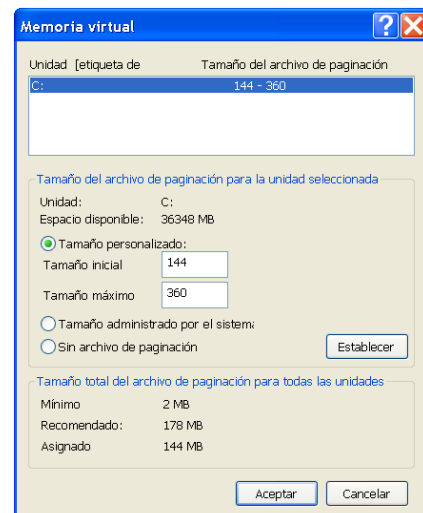 Memoria virtual
Unidad [etiqueta de Tamaño del archivo de paginación
C: 144 - 360
Tamaño del archivo de paginación para la unidad seleccionada
Unidad: C:
Espacio disponible: 36348 MB
Tamaño personalizado:
Tamaño inicial 144
Tamaño máximo 360
Tamaño administrado por el sistema
Sin archivo de paginación Establecer
Tamaño total del archivo de paginación para todas las unidades
Mínimo 2 MB
Recomendado: 178 MB
Asignado 144 MB
Aceptar Cancelar